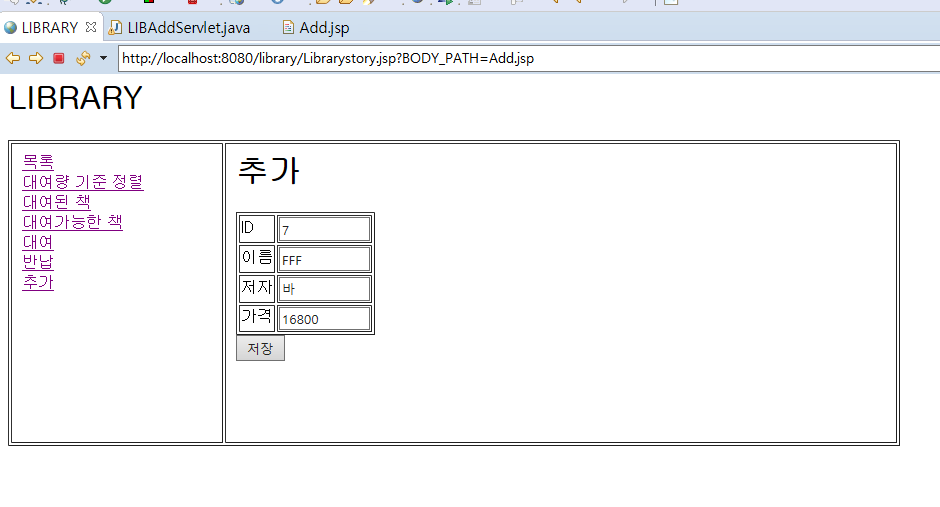 LIBRARY LIBAddServlet.java Add.jsp
http://localhost:8080/library/Librarystory.jsp?BODY_PATH=Add.jsp
LIBRARY
목록
대여량 기준 정렬
대여된 책
대여가능한 책
대여
반납
추가
추가
ID 7
이름 FFF
저자 바
가격 16800
저장